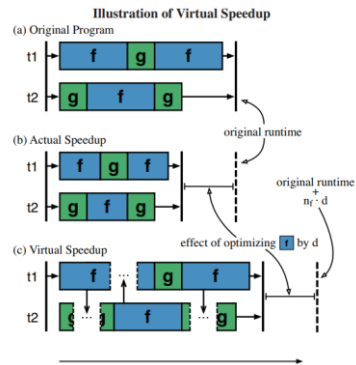 Illustration of Virtual Speedup
(a) Original Program
t1 f g f
t2 g f g
original runtime
(b) Actual Speedup
t1 f g f
t2 g f g
original runtime
+
nf · d
effect of optimizing f by d
(c) Virtual Speedup
t1 f ... g f
t2 g ... g f ... g